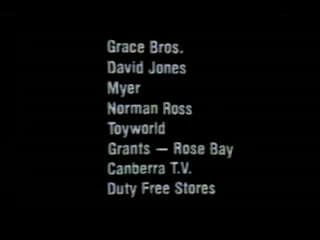 Grace Bros.
David Jones
Myer
Norman Ross
Toyworld
Grants — Rose Bay
Canberra T.V.
Duty Free Stores